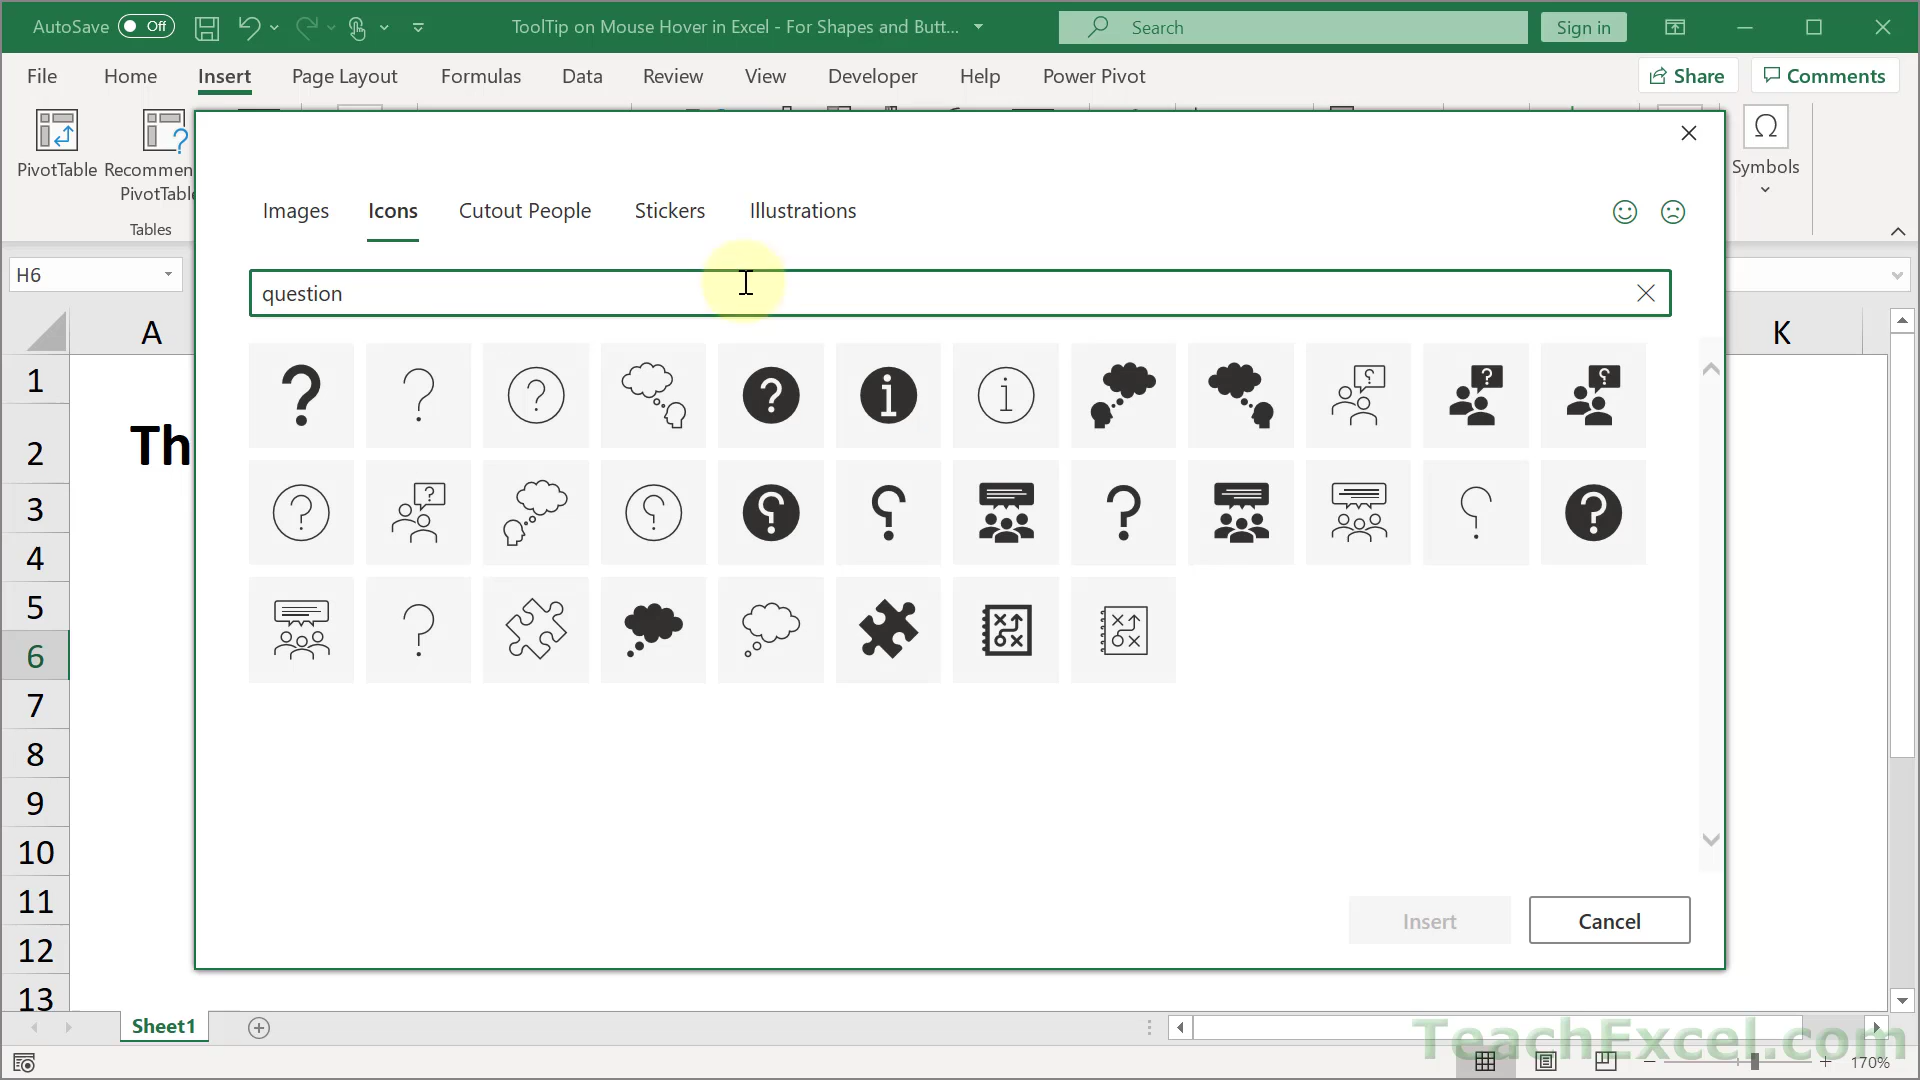 AutoSave Off ToolTip on Mouse Hover in Excel - For Shapes and Butt... Search Sign in
File Home Insert Page Layout Formulas Data Review View Developer Help Power Pivot Share Comments
PivotTable Recommen
PivotTable
Tables
Symbols
Images Icons Cutout People Stickers Illustrations
H6
question
A K
1
2 Th
3
4
5
6
7
8
9
10
11
12
13
Insert Cancel
Sheet1
TeachExcel.com
170%